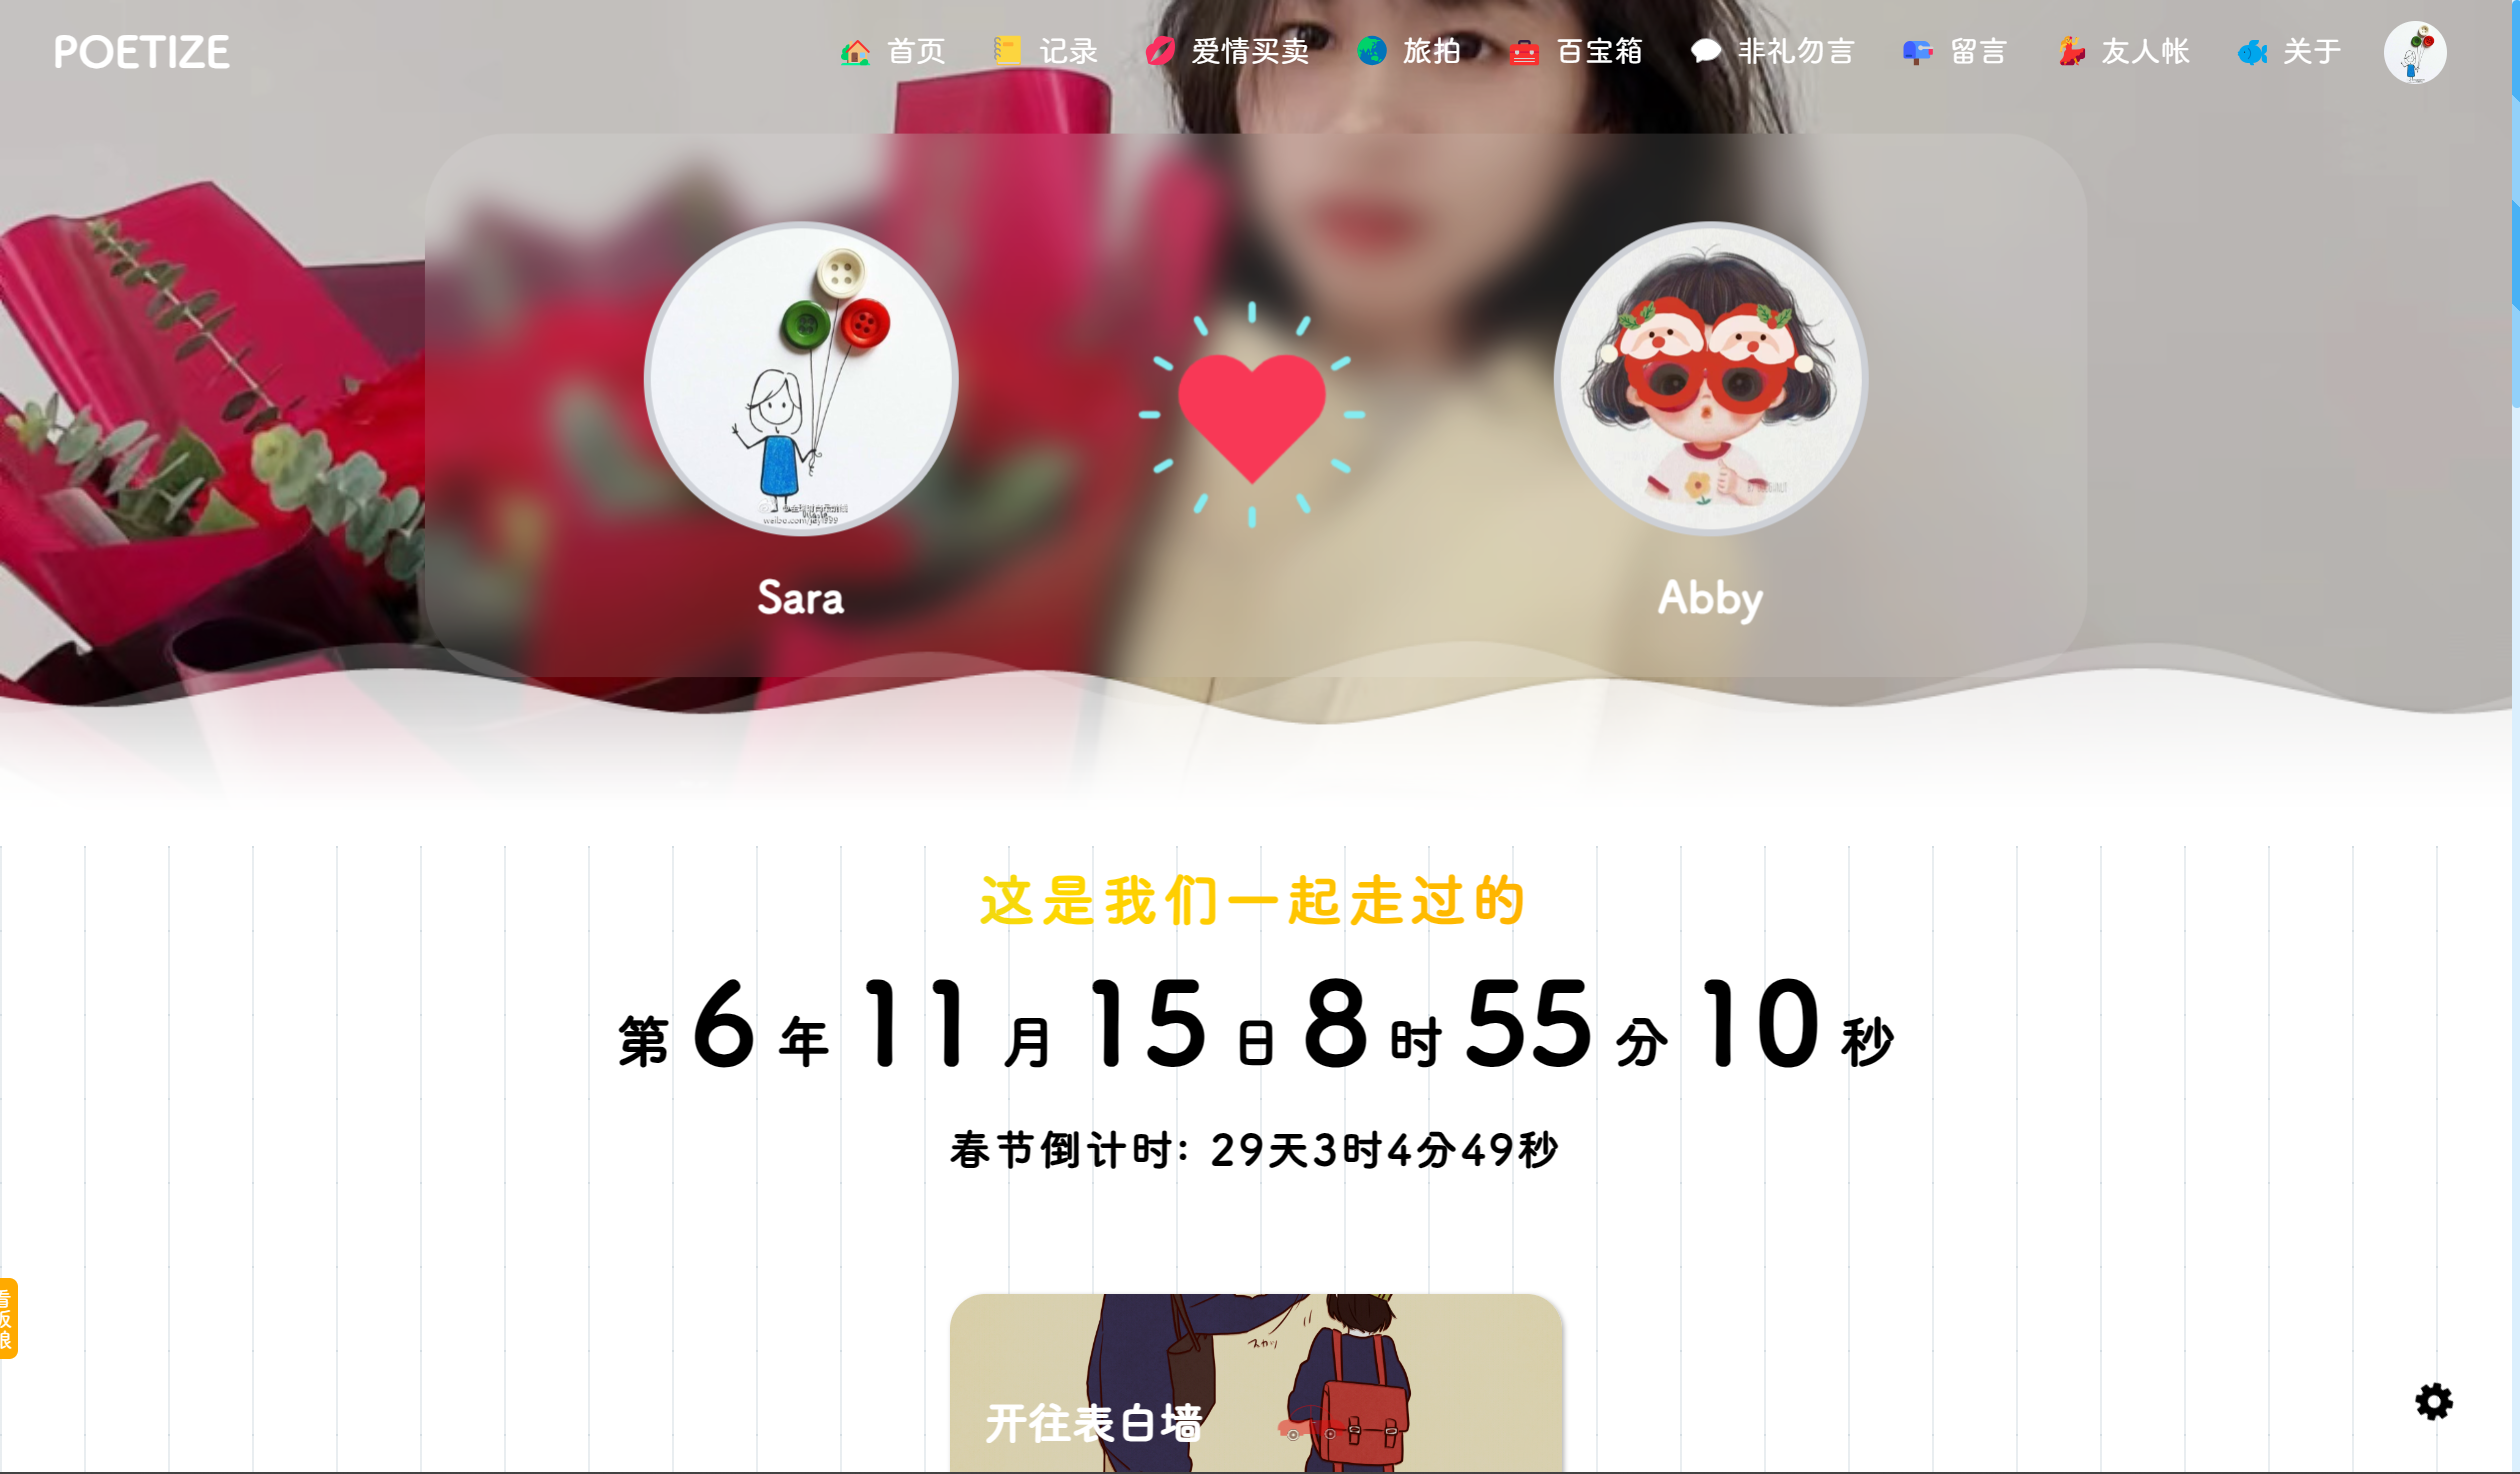 POETIZE 首页 记录 爱情买卖 旅拍 百宝箱 非礼勿言 留言 友人帐 关于
Sara
Abby
这是我们一起走过的
第 6 年 11 月 15 日 8 时 55 分 10 秒
春节倒计时: 29天3时4分49秒
看板娘
开往表白墙